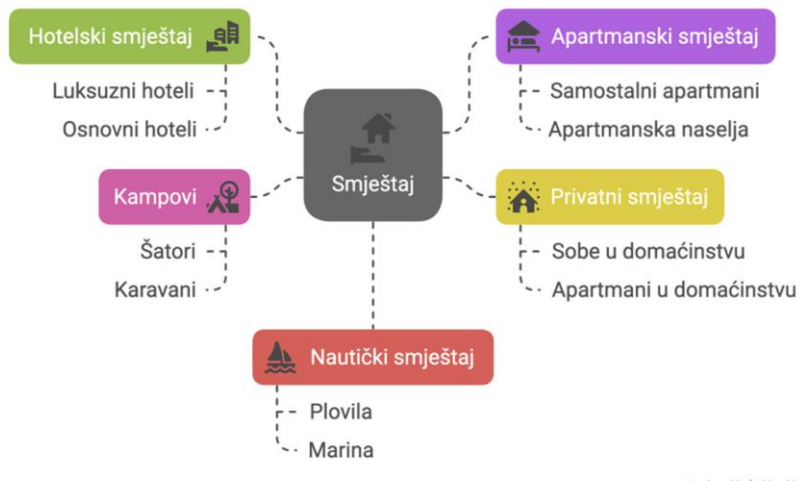 Hotelski smještaj
Luksuzni hoteli
Osnovni hoteli
Kampovi
Šatori
Karavani
Smještaj
Apartmanski smještaj
Samostalni apartmani
Apartmanska naselja
Privatni smještaj
Sobe u domaćinstvu
Apartmani u domaćinstvu
Nautički smještaj
Plovila
Marina